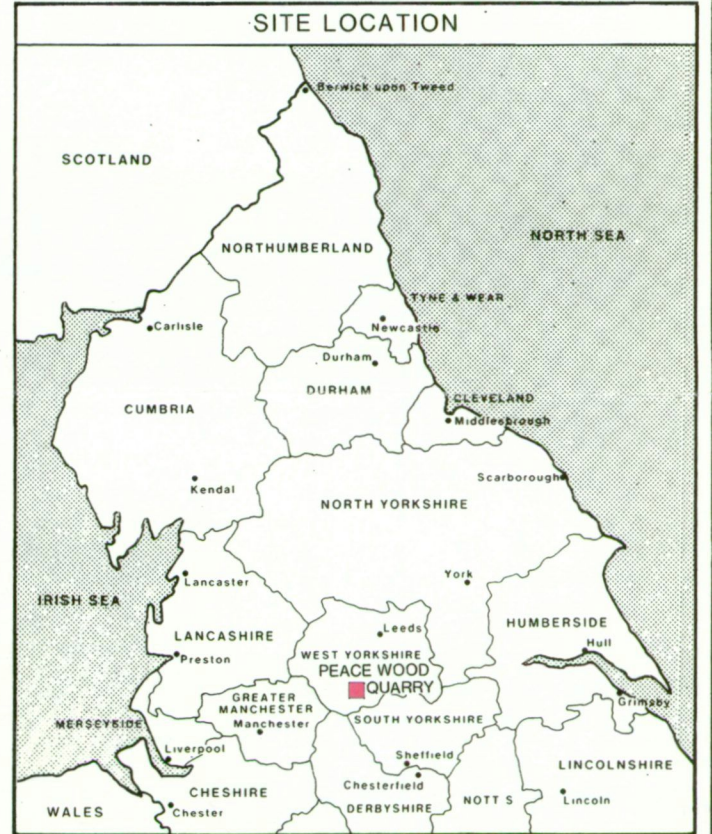 SITE LOCATION
Berwick upon Tweed
SCOTLAND
NORTH SEA
NORTHUMBERLAND
TYNE & WEAR
Carlisle
Newcastle
Durham
DURHAM
CLEVELAND
CUMBRIA
Middlesbrough
Scarborough
Kendal
NORTH YORKSHIRE
York
Lancaster
IRISH SEA
HUMBERSIDE
Leeds
LANCASHIRE
Hull
WEST YORKSHIRE
Preston
PEACE WOOD
QUARRY
GREATER
MANCHESTER
Grimsby
SOUTH YORKSHIRE
MERSEYSIDE
Manchester
Liverpool
Sheffield
LINCOLNSHIRE
Chesterfield
CHESHIRE
NOTT S
Lincoln
DERBYSHIRE
WALES
Chester